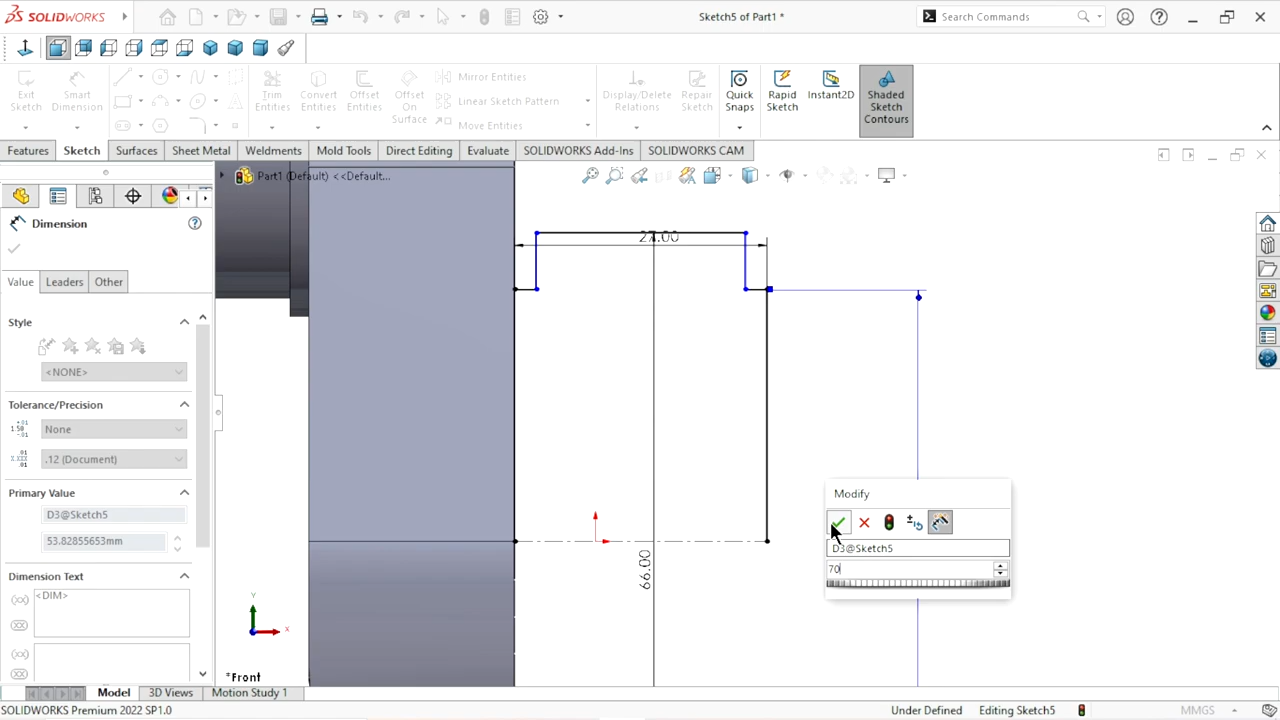 SOLIDWORKS
Sketch5 of Part1 *
Search Commands
Exit Sketch
Smart Dimension
Trim Entities
Convert Entities
Offset Entities
Offset On Surface
Mirror Entities
Linear Sketch Pattern
Move Entities
Display/Delete Relations
Repair Sketch
Quick Snaps
Rapid Sketch
Instant2D
Shaded Sketch Contours
Features
Sketch
Surfaces
Sheet Metal
Weldments
Mold Tools
Direct Editing
Evaluate
SOLIDWORKS Add-Ins
SOLIDWORKS CAM
Part1 (Default) <<Default...
Dimension
Value
Leaders
Other
Style
<NONE>
Tolerance/Precision
None
.12 (Document)
Primary Value
D3@Sketch5
53.82855653mm
Dimension Text
<DIM>
27.00
66.00
Modify
D3@Sketch5
70
Y
X
*Front
Model
3D Views
Motion Study 1
SOLIDWORKS Premium 2022 SP1.0
Under Defined
Editing Sketch5
MMGS